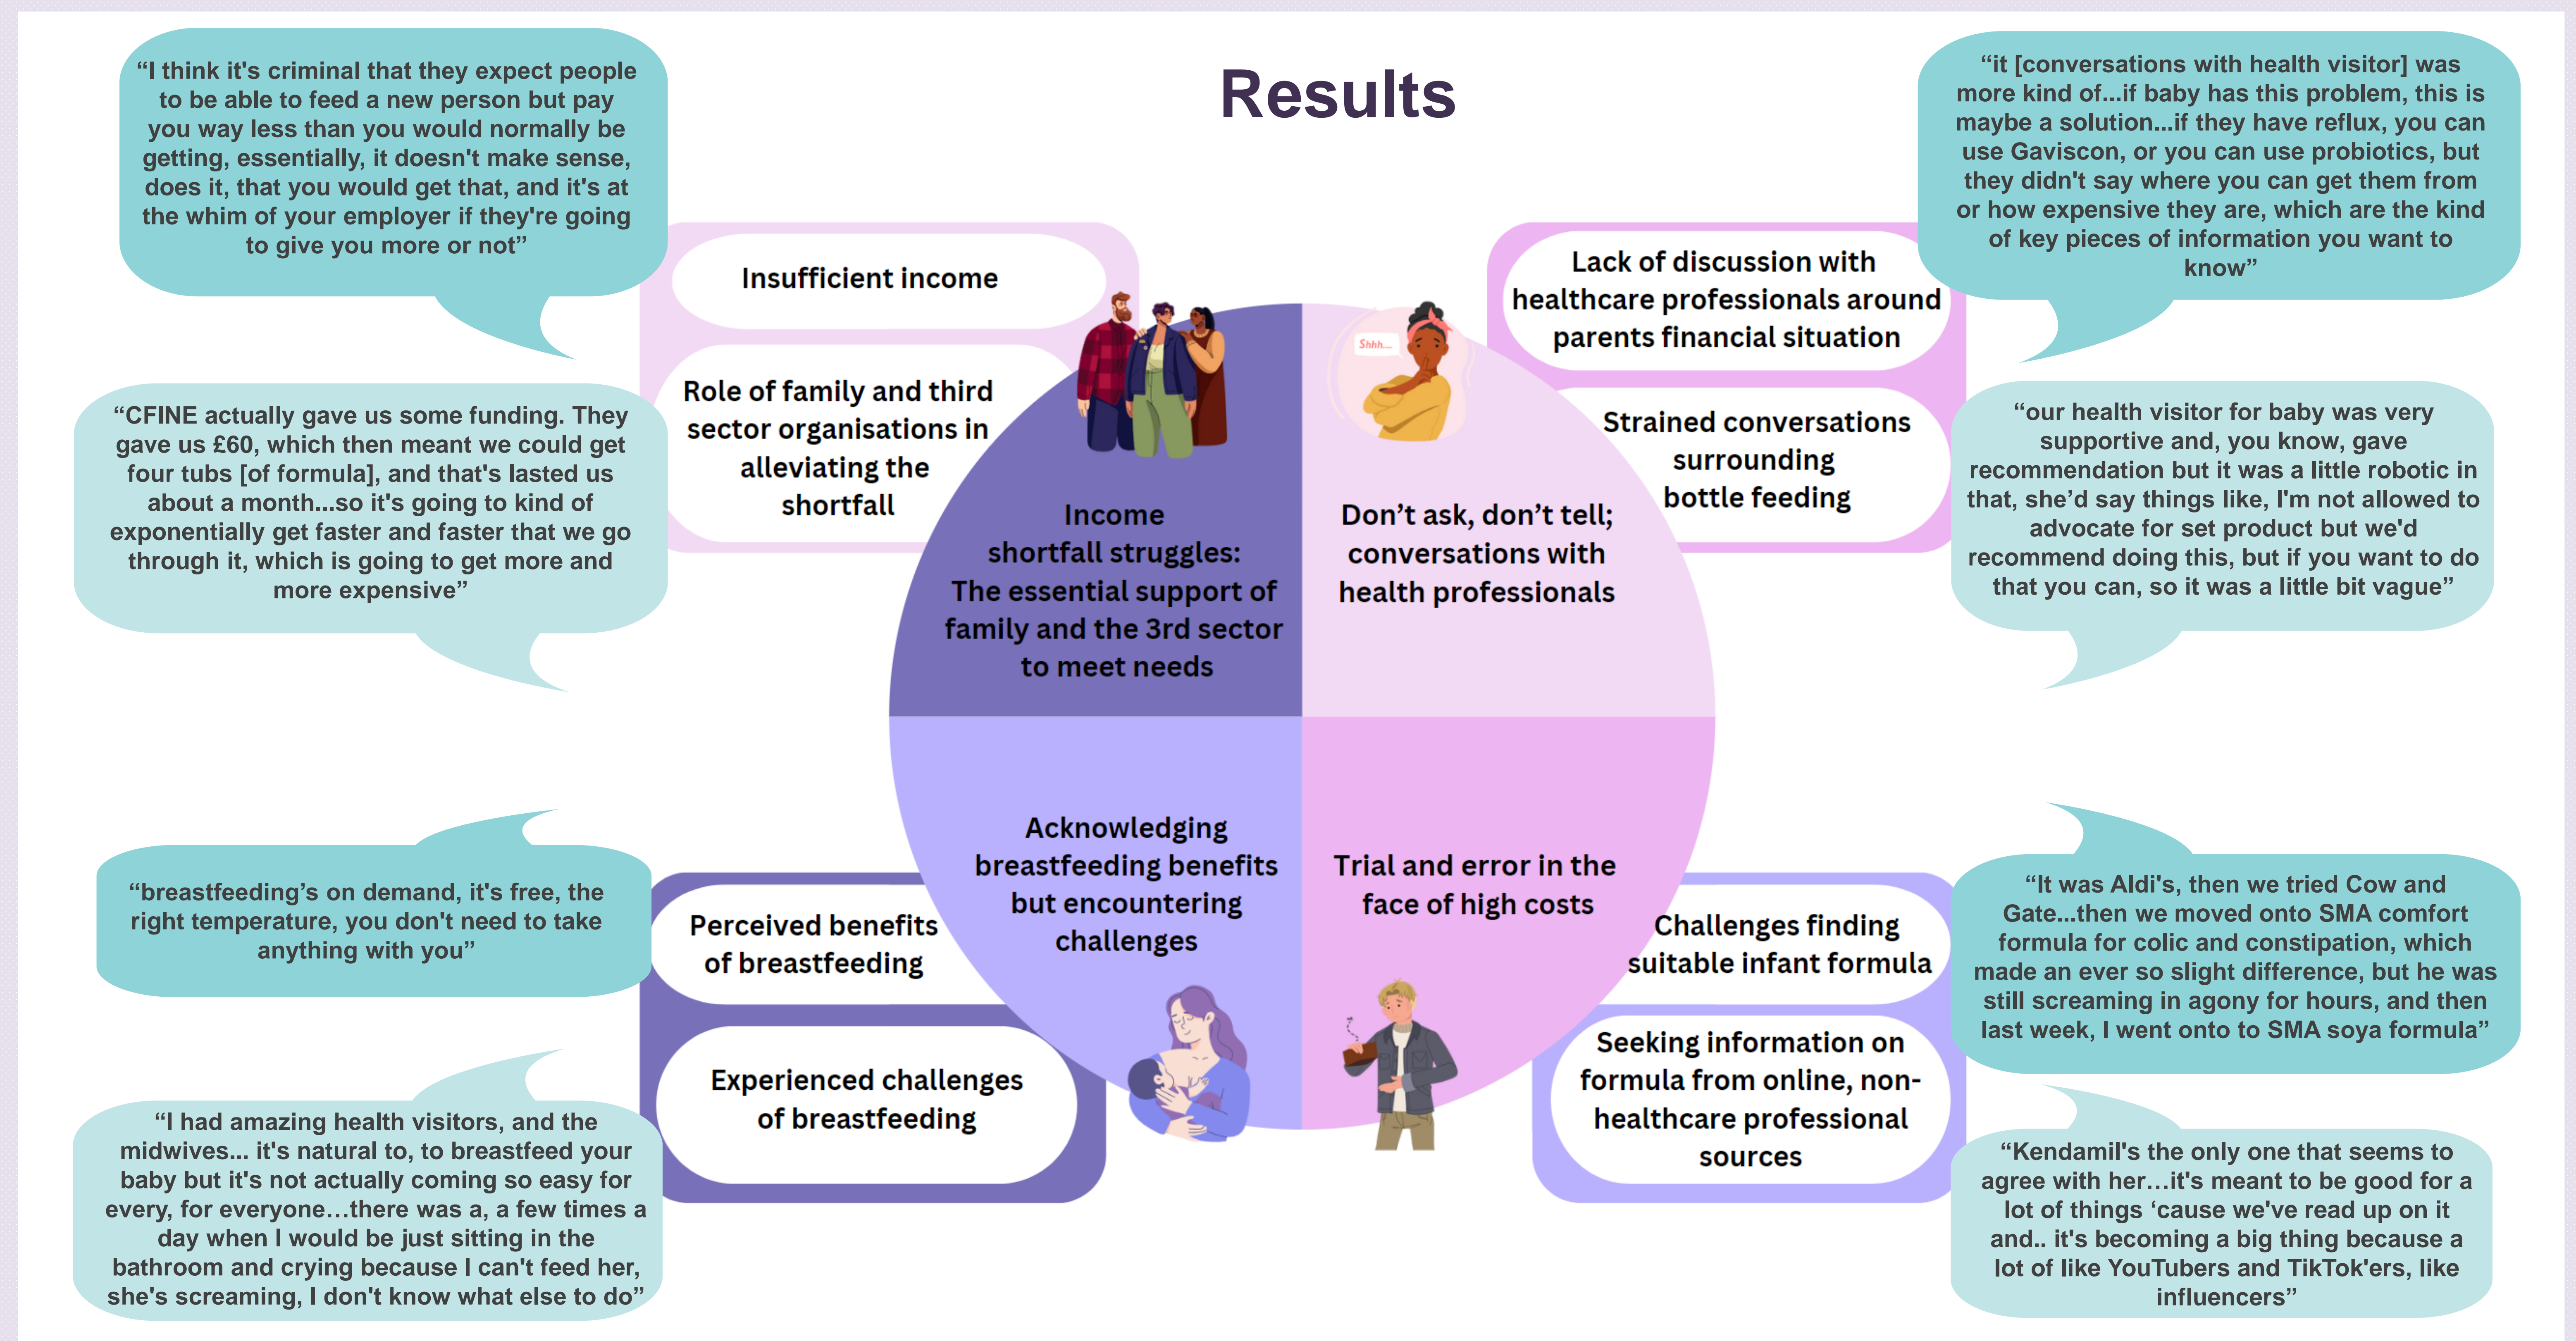 Results
“I think it's criminal that they expect people
to be able to feed a new person but pay
you way less than you would normally be
getting, essentially, it doesn't make sense,
does it, that you would get that, and it's at
the whim of your employer if they're going
to give you more or not”
“CFINE actually gave us some funding. They
gave us £60, which then meant we could get
four tubs [of formula], and that's lasted us
about a month...so it's going to kind of
exponentially get faster and faster that we go
through it, which is going to get more and
more expensive”
Insufficient income
Role of family and third
sector organisations in
alleviating the
shortfall
Income
shortfall struggles:
The essential support of
family and the 3rd sector
to meet needs
Shhh....
Don’t ask, don’t tell;
conversations with
health professionals
Lack of discussion with
healthcare professionals around
parents financial situation
Strained conversations
surrounding
bottle feeding
“it [conversations with health visitor] was
more kind of...if baby has this problem, this is
maybe a solution...if they have reflux, you can
use Gaviscon, or you can use probiotics, but
they didn't say where you can get them from
or how expensive they are, which are the kind
of key pieces of information you want to
know”
“our health visitor for baby was very
supportive and, you know, gave
recommendation but it was a little robotic in
that, she’d say things like, I'm not allowed to
advocate for set product but we'd
recommend doing this, but if you want to do
that you can, so it was a little bit vague”
“breastfeeding’s on demand, it's free, the
right temperature, you don't need to take
anything with you”
“I had amazing health visitors, and the
midwives... it's natural to, to breastfeed your
baby but it's not actually coming so easy for
every, for everyone…there was a, a few times a
day when I would be just sitting in the
bathroom and crying because I can't feed her,
she's screaming, I don't know what else to do”
Perceived benefits
of breastfeeding
Experienced challenges
of breastfeeding
Acknowledging
breastfeeding benefits
but encountering
challenges
Trial and error in the
face of high costs
Challenges finding
suitable infant formula
Seeking information on
formula from online, non-
healthcare professional
sources
“It was Aldi's, then we tried Cow and
Gate...then we moved onto SMA comfort
formula for colic and constipation, which
made an ever so slight difference, but he was
still screaming in agony for hours, and then
last week, I went onto to SMA soya formula”
“Kendamil's the only one that seems to
agree with her…it's meant to be good for a
lot of things ‘cause we've read up on it
and.. it's becoming a big thing because a
lot of like YouTubers and TikTok'ers, like
influencers”